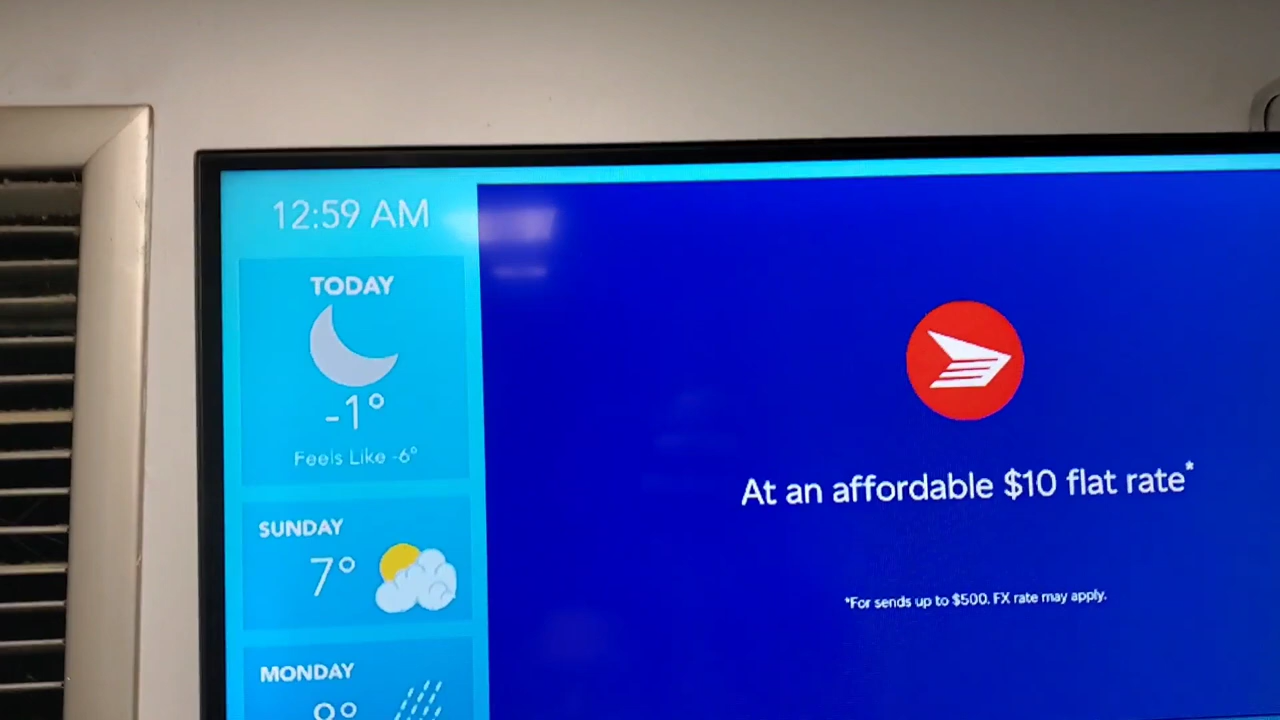 12:59 AM
TODAY
-1°
Feels Like -6°
SUNDAY
7°
MONDAY
At an affordable $10 flat rate*
*For sends up to $500. FX rate may apply.